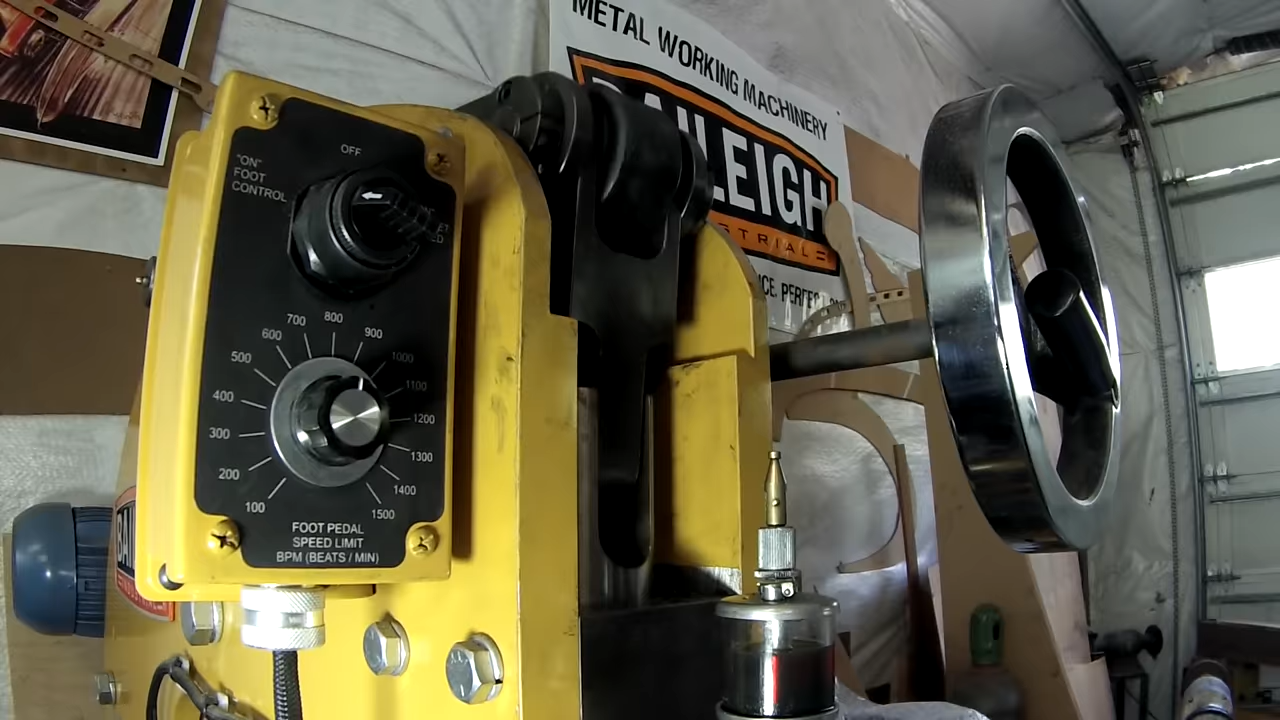 METAL WORKING MACHINERY
BAILEIGH
OFF
"ON"
FOOT
CONTROL
800
700
900
600
1000
500
1100
400
1200
300
1300
200
1400
100
1500
FOOT PEDAL
SPEED LIMIT
BPM (BEATS / MIN)